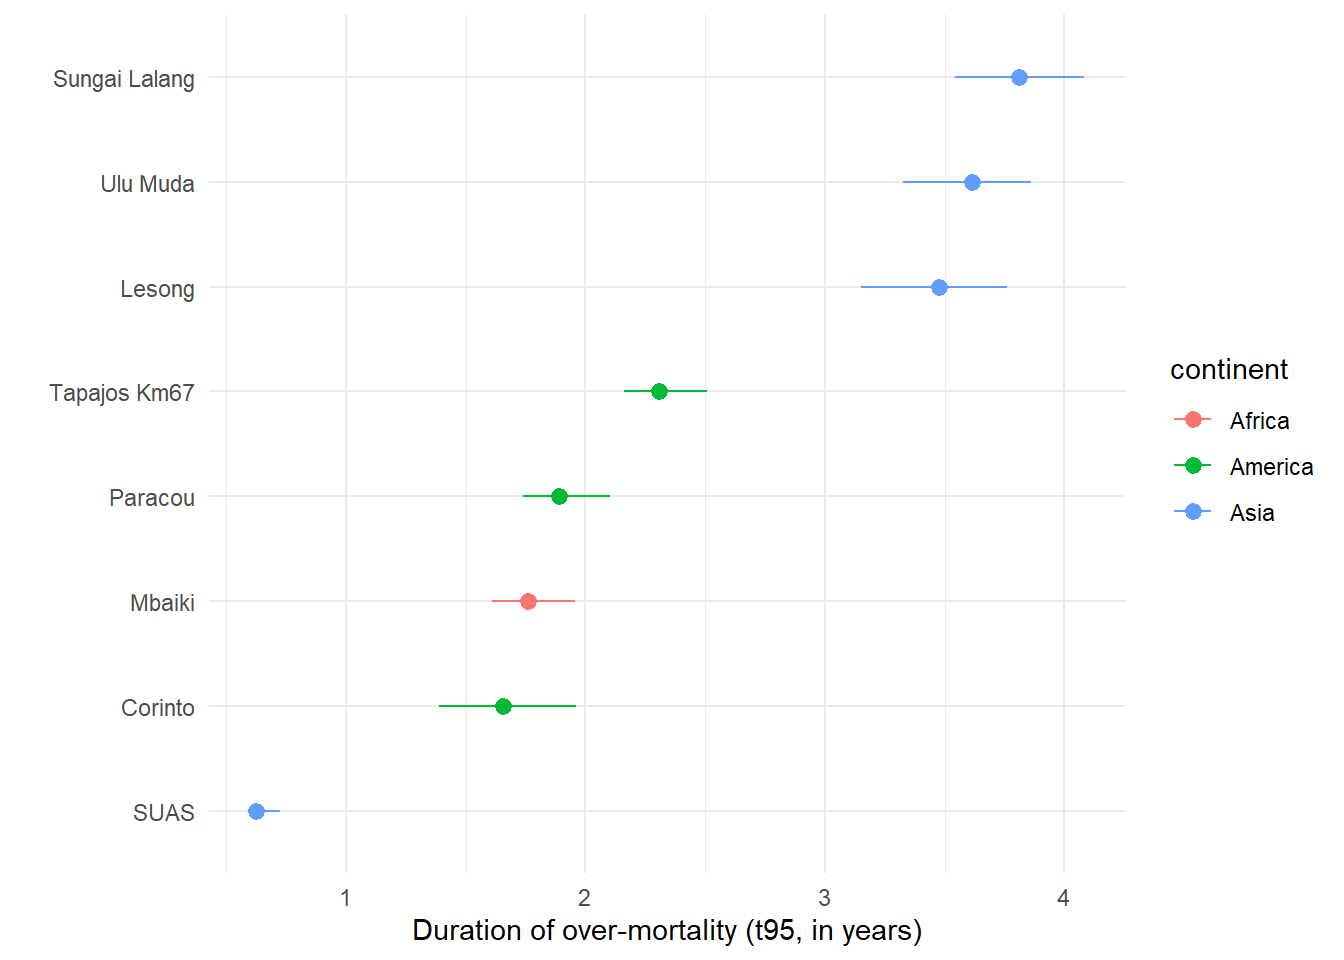 Sungai Lalang
Ulu Muda
Lesong
Tapajos Km67
Paracou
Mbaiki
Corinto
SUAS
1 2 3 4
Duration of over-mortality (t95, in years)
continent
Africa
America
Asia